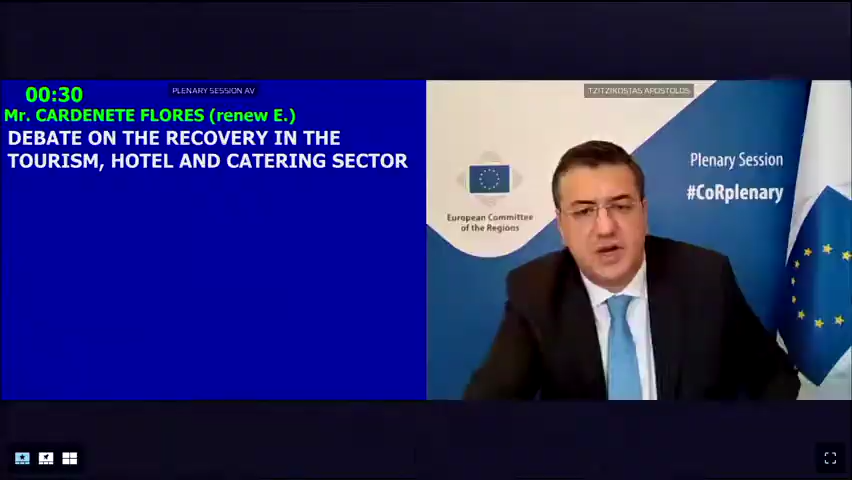 00:30
PLENARY SESSION AV
Mr. CARDENETE FLORES (renew E.)
DEBATE ON THE RECOVERY IN THE
TOURISM, HOTEL AND CATERING SECTOR
TZITZIKOSTAS APOSTOLOS
Plenary Session
#CoRplenary
European Committee
of the Regions